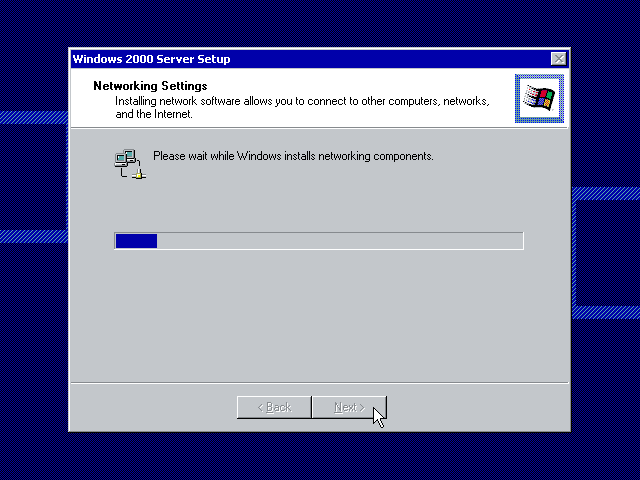 Windows 2000 Server Setup
Networking Settings
Installing network software allows you to connect to other computers, networks,
and the Internet.
Please wait while Windows installs networking components.
< Back
Next >